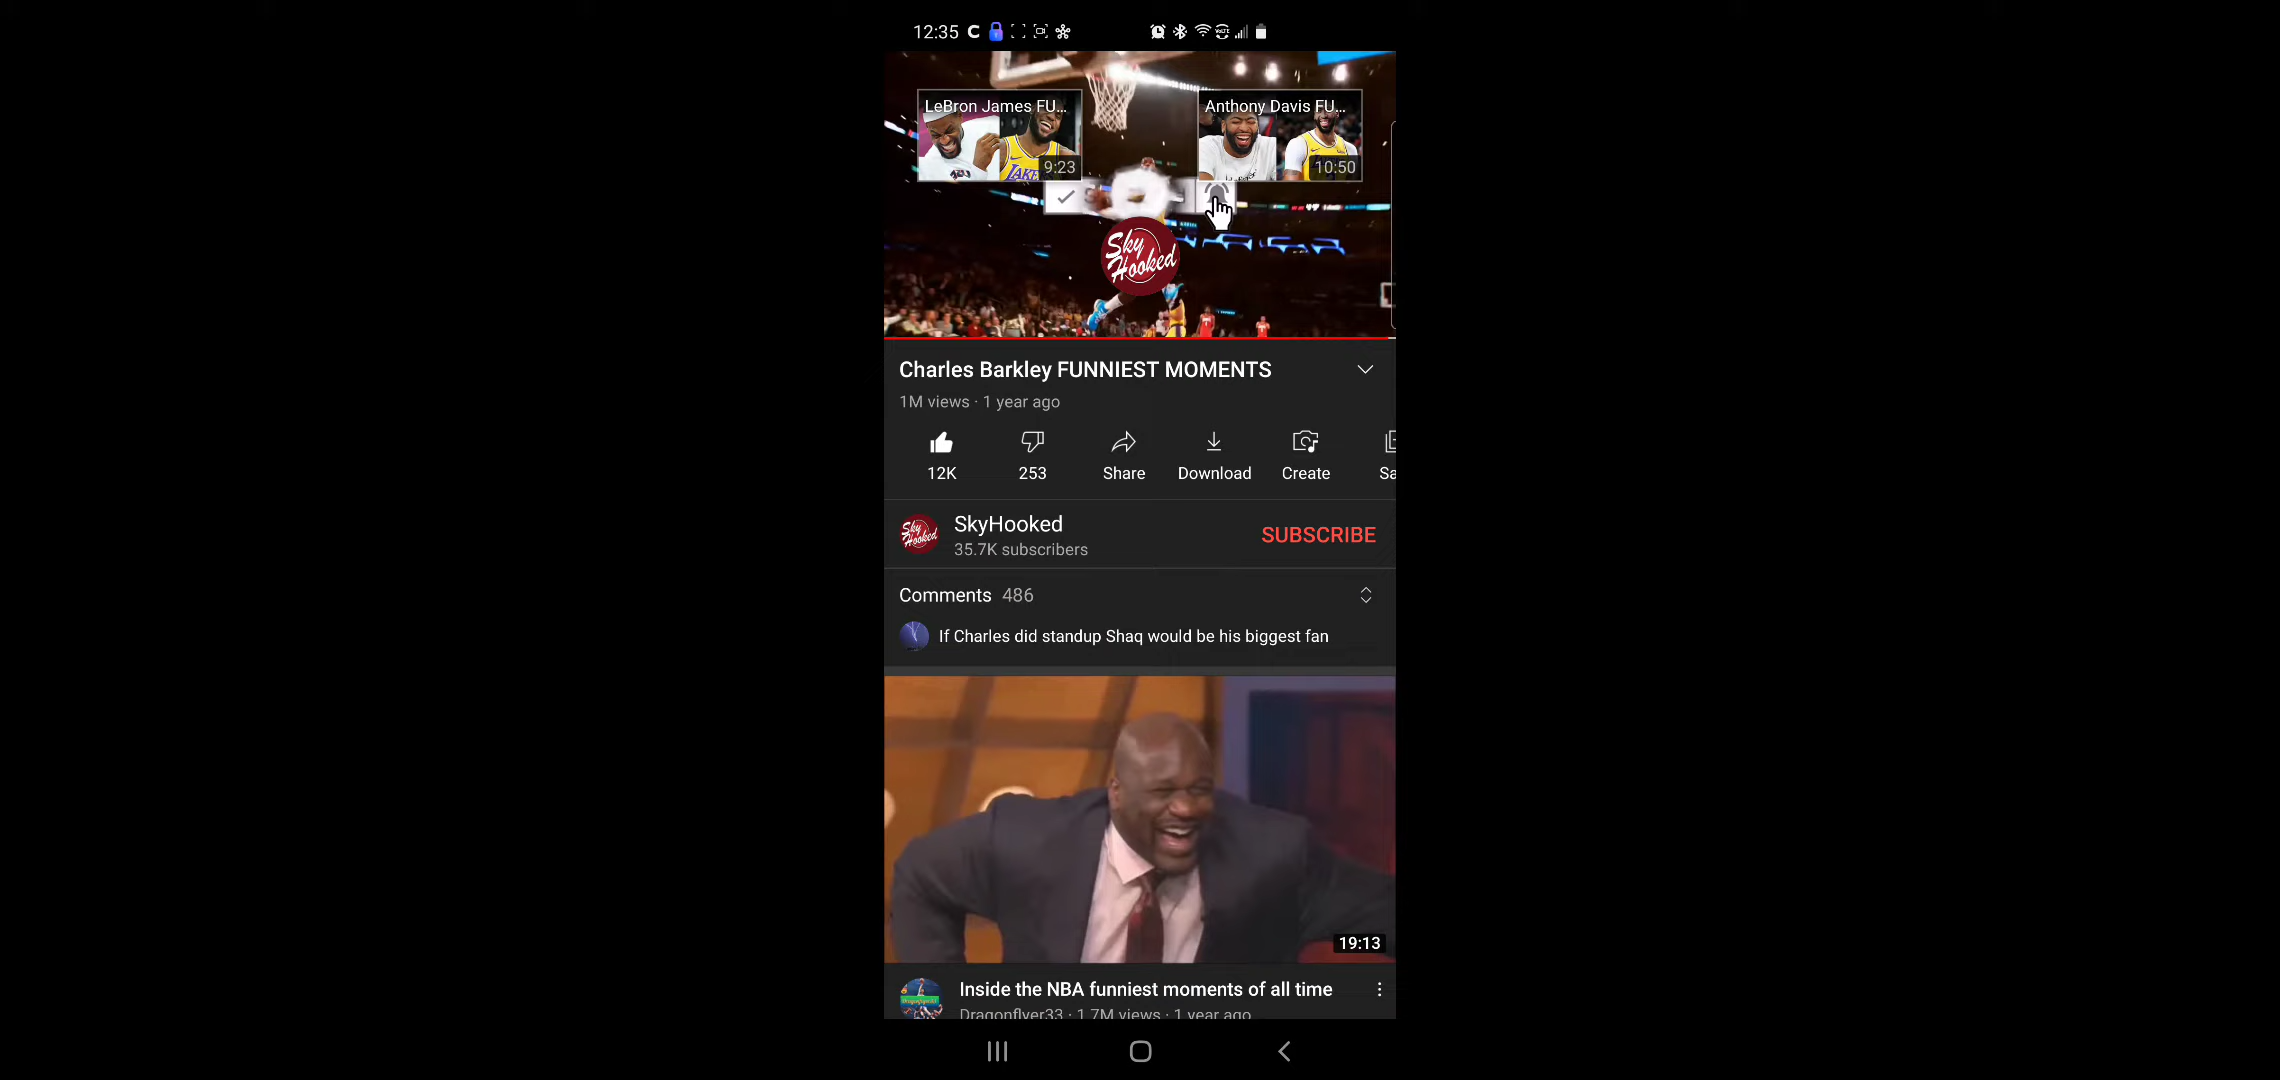 12:35
LeBron James FU...
9:23
Anthony Davis FU...
10:50
Sky
Hooked
Charles Barkley FUNNIEST MOMENTS
1M views · 1 year ago
12K
253
Share
Download
Create
Sa
SkyHooked
35.7K subscribers
SUBSCRIBE
Comments 486
If Charles did standup Shaq would be his biggest fan
19:13
Inside the NBA funniest moments of all time
Dragonflyer33 · 1.7M views · 1 year ago